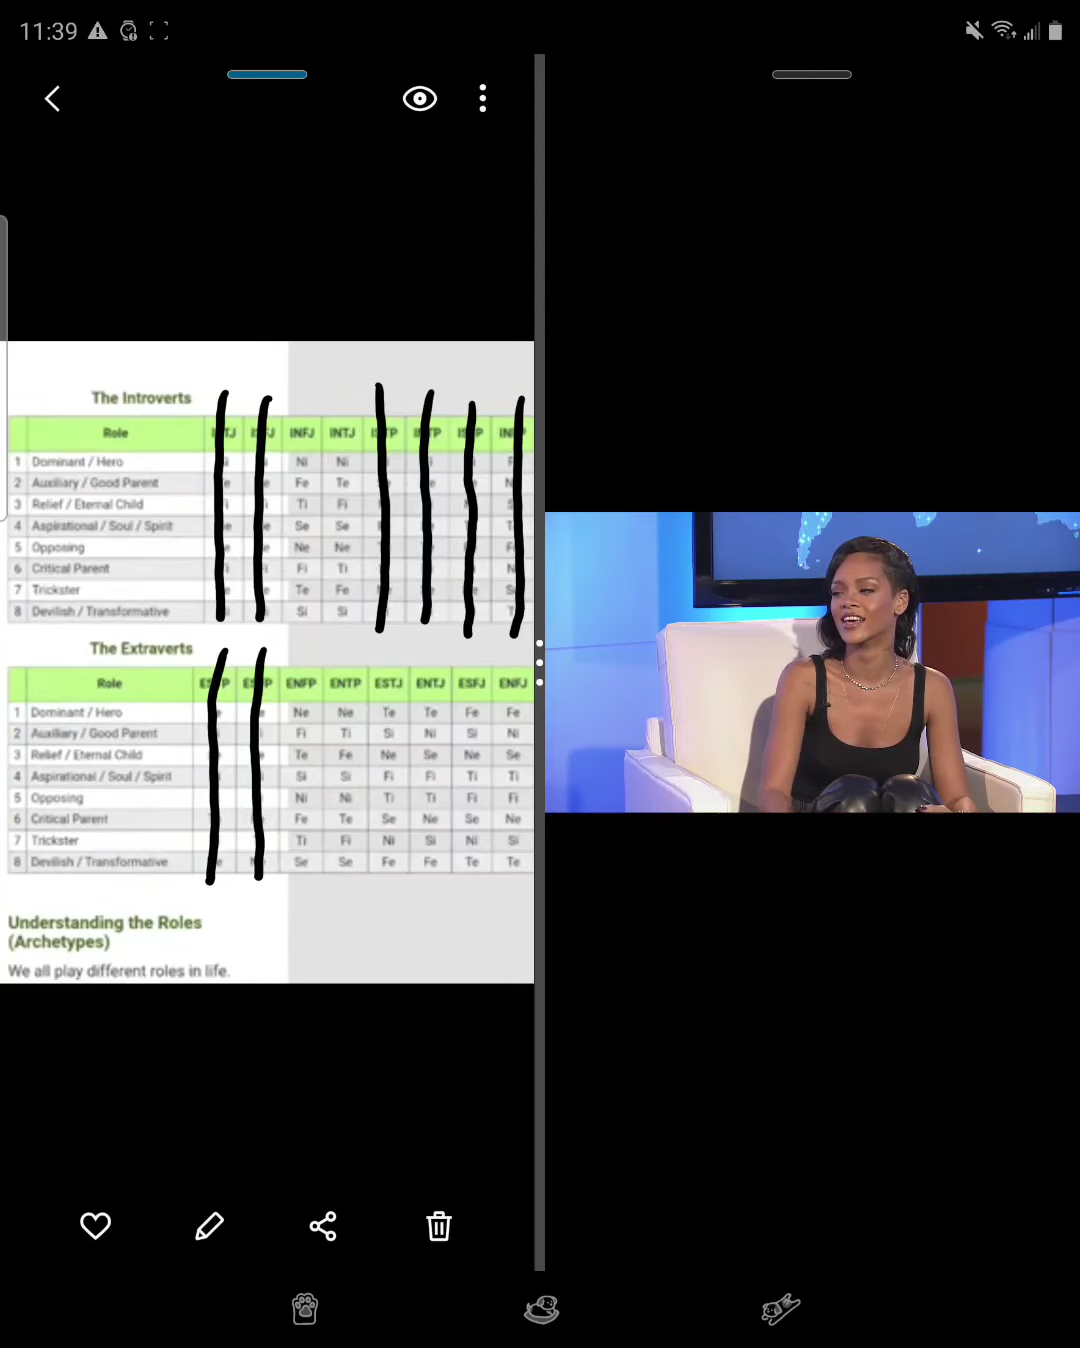 11:39
The Introverts
Role INFJ INTJ
1 Dominant / Hero Ni Ni
2 Auxiliary / Good Parent Fe Te
3 Relief / Eternal Child Ti Fi
4 Aspirational / Soul / Spirit Se Se
5 Opposing Ne Ne
6 Critical Parent Fi Ti
7 Trickster Te Fe
8 Devilish / Transformative Si Si
The Extraverts
Role ENFP ENTP ESTJ ENTJ ESFJ ENFJ
1 Dominant / Hero Ne Ne Te Te Fe Fe
2 Auxiliary / Good Parent Fi Ti Si Ni Si Ni
3 Relief / Eternal Child Te Fe Ne Se Ne Se
4 Aspirational / Soul / Spirit Si Si Fi Fi Ti Ti
5 Opposing Ni Ni Ti Ti Fi Fi
6 Critical Parent Fe Te Se Ne Se Ne
7 Trickster Ti Fi Ni Si Ni Si
8 Devilish / Transformative Se Se Fe Fe Te Te
Understanding the Roles
(Archetypes)
We all play different roles in life.